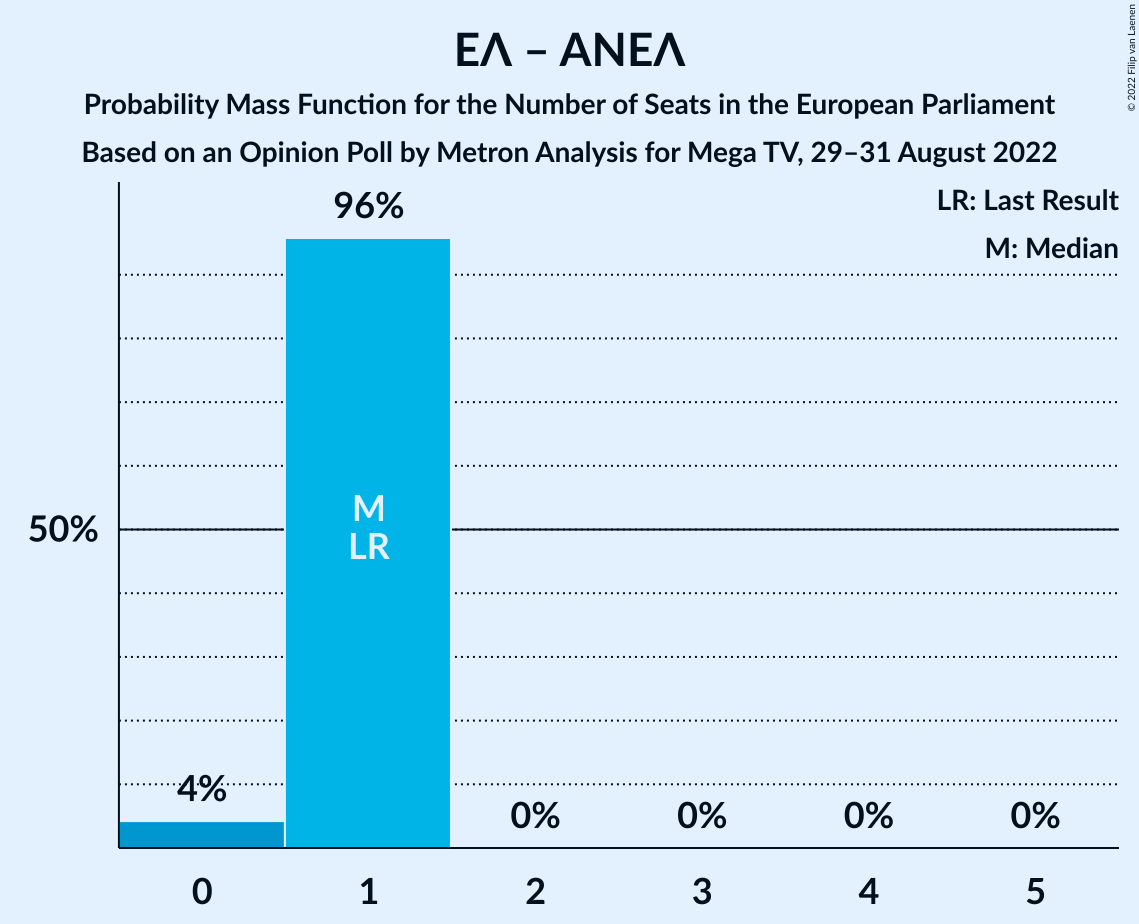 ΕΛ – ΑΝΕΛ
Probability Mass Function for the Number of Seats in the European Parliament
Based on an Opinion Poll by Metron Analysis for Mega TV, 29–31 August 2022
© 2022 Filip van Laenen
LR: Last Result
M: Median
96%
50%
M
LR
4%
0%
0%
0%
0%
0 1 2 3 4 5